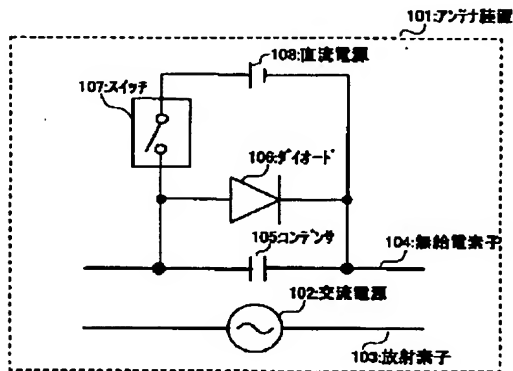 101:アンテナ装置
108:直流電源
107:スイッチ
106:ダイオード
105:コンデンサ
104:無給電素子
102:交流電源
103:放射素子